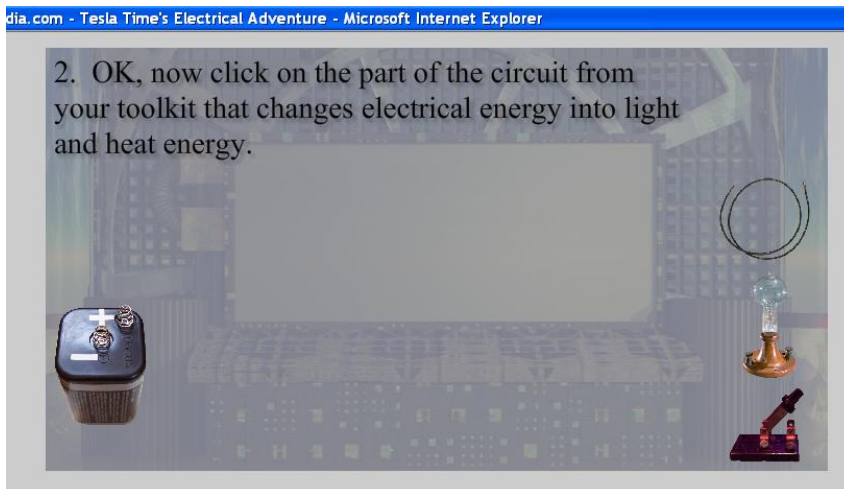 dia.com - Tesla Time's Electrical Adventure - Microsoft Internet Explorer
2. OK, now click on the part of the circuit from
your toolkit that changes electrical energy into light
and heat energy.
+
-